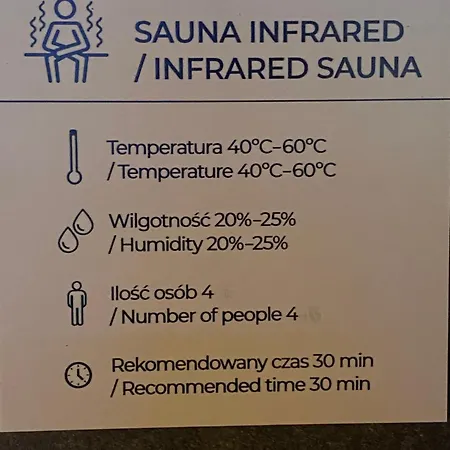 SAUNA INFRARED
/ INFRARED SAUNA
Temperatura 40°C-60°C
/ Temperature 40°C-60°C
Wilgotność 20%-25%
/ Humidity 20%-25%
Ilość osób 4
/ Number of people 4
Rekomendowany czas 30 min
/ Recommended time 30 min